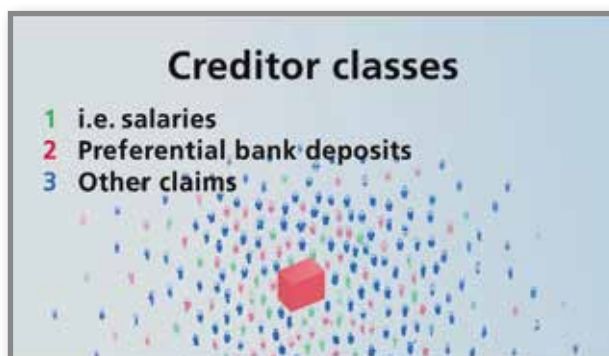 Creditor classes
1 i.e. salaries
2 Preferential bank deposits
3 Other claims